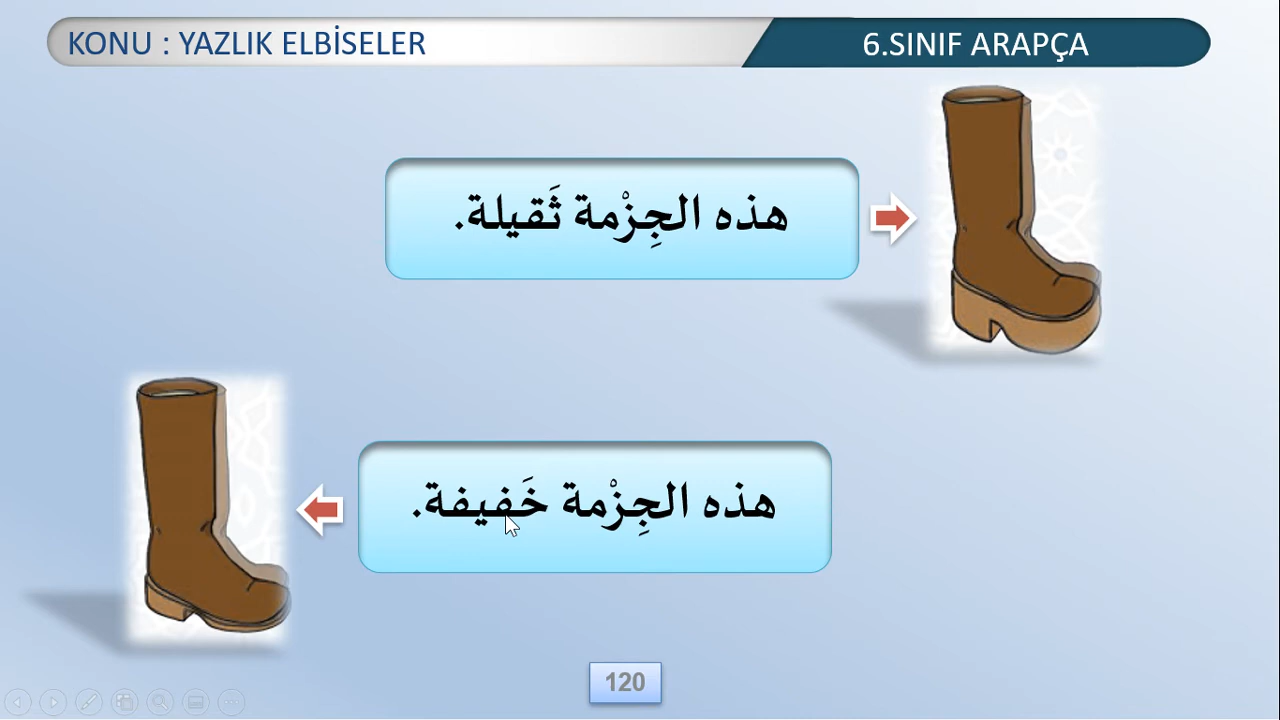 KONU : YAZLIK ELBİSELER
6.SINIF ARAPÇA
هذه الجِزْمة ثَقيلة.
هذه الجِزْمة خَفيفة.
120